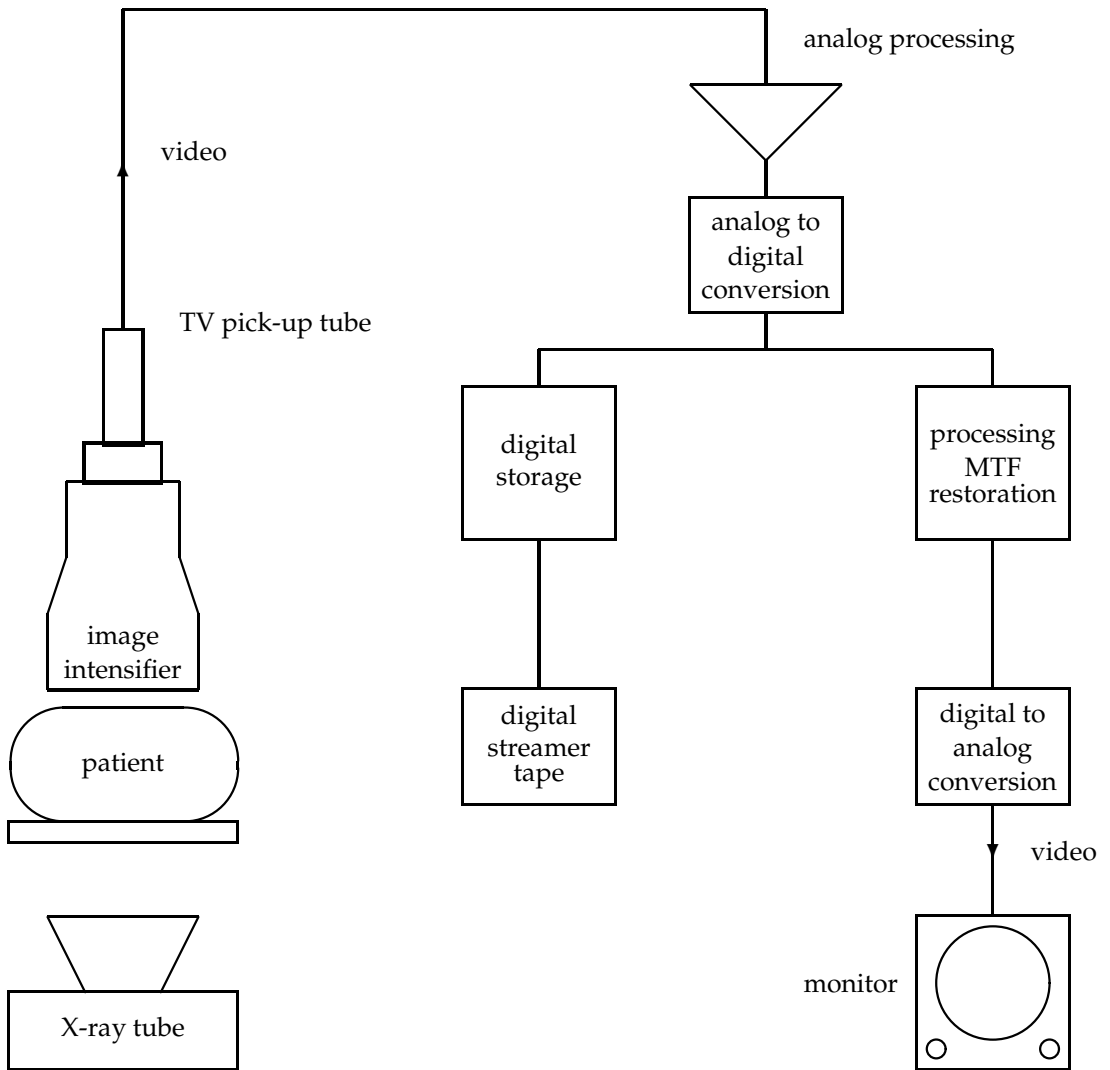 analog processing
video
analog to
digital
conversion
TV pick-up tube
digital
storage
processing
MTF
restoration
image
intensifier
patient
digital
streamer
tape
digital to
analog
conversion
video
monitor
X-ray tube